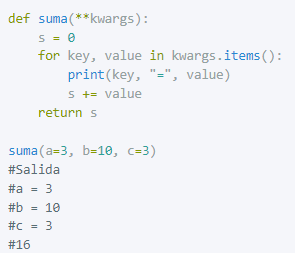 def suma(**kwargs):
    s = 0
    for key, value in kwargs.items():
        print(key, "=", value)
        s += value
    return s

suma(a=3, b=10, c=3)
#Salida
#a = 3
#b = 10
#c = 3
#16